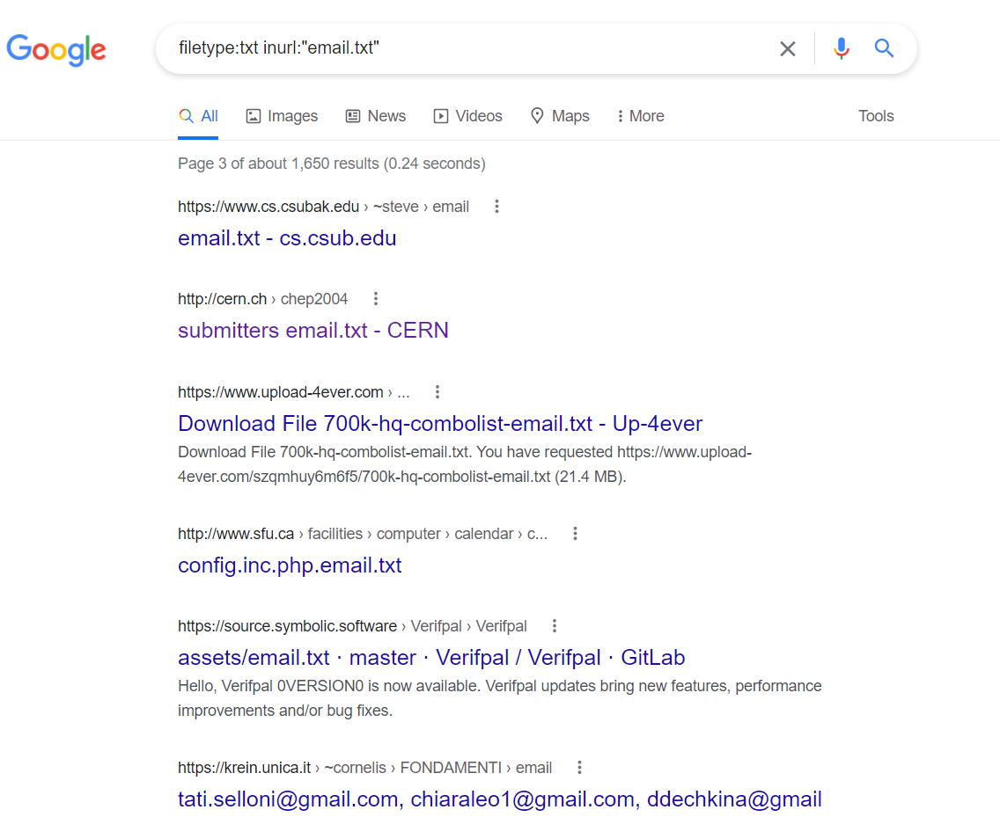 Google
filetype:txt inurl:"email.txt"
All Images News Videos Maps More Tools
Page 3 of about 1,650 results (0.24 seconds)
https://www.cs.csubak.edu › ~steve › email
email.txt - cs.csub.edu
http://cern.ch › chep2004
submitters email.txt - CERN
https://www.upload-4ever.com › ...
Download File 700k-hq-combolist-email.txt - Up-4ever
Download File 700k-hq-combolist-email.txt. You have requested https://www.upload-
4ever.com/szqmhuy6m6f5/700k-hq-combolist-email.txt (21.4 MB).
http://www.sfu.ca › facilities › computer › calendar › c...
config.inc.php.email.txt
https://source.symbolic.software › Verifpal › Verifpal
assets/email.txt · master · Verifpal / Verifpal · GitLab
Hello, Verifpal 0VERSION0 is now available. Verifpal updates bring new features, performance
improvements and/or bug fixes.
https://krein.unica.it › ~cornelis › FONDAMENTI › email
tati.selloni@gmail.com, chiaraleo1@gmail.com, ddechkina@gmail